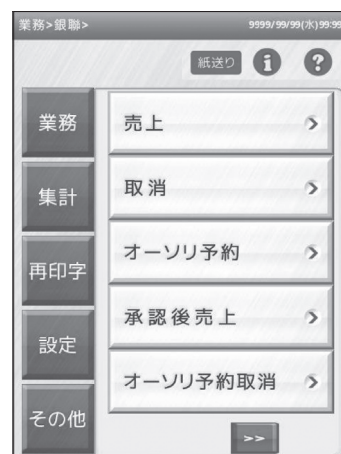 業務>銀聯>
9999/99/99(水)99:99
紙送り
業務
集計
再印字
設定
その他
売上
取消
オーソリ予約
承認後売上
オーソリ予約取消
>>